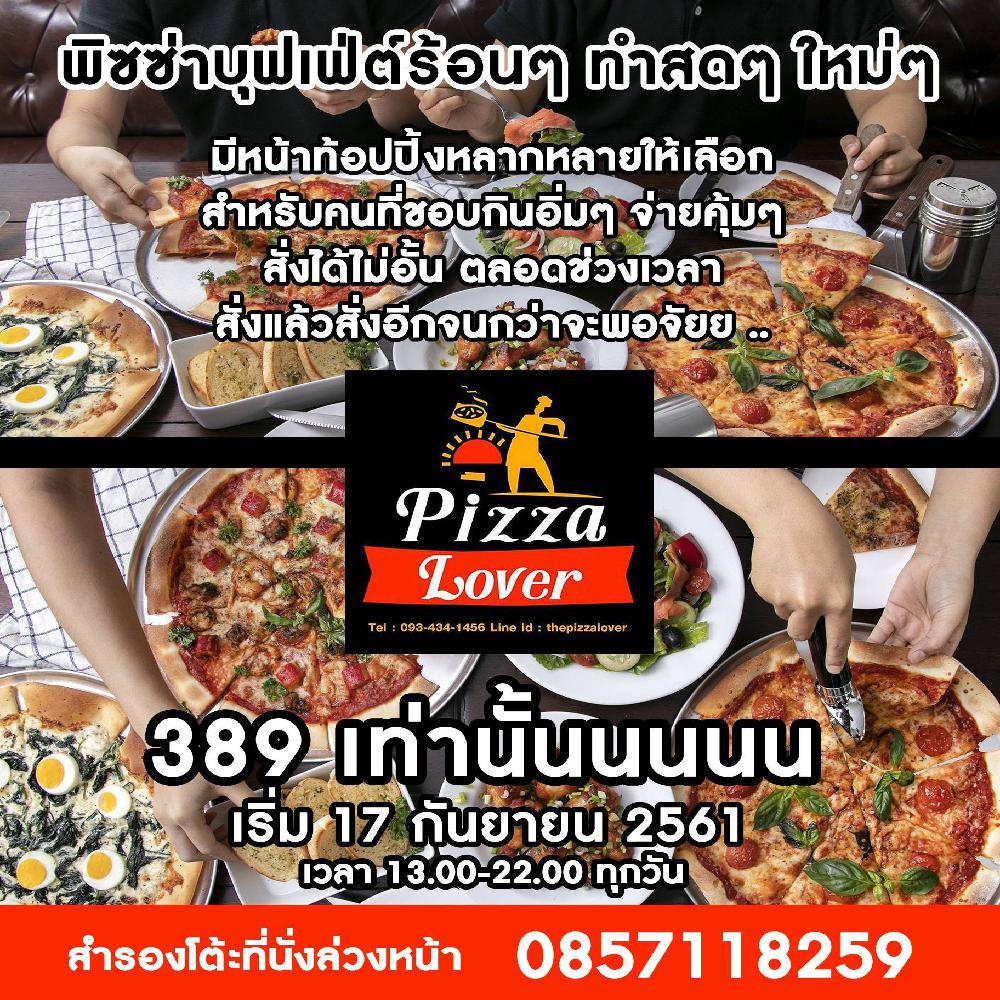 พิซซ่าบุฟเฟ่ต์ร้อนๆ ทำสดๆ ใหม่ๆ
มีหน้าท้อปปิ้งหลากหลายให้เลือก
สำหรับคนที่ชอบกินอิ่มๆ จ่ายคุ้มๆ
สั่งได้ไม่อั้น ตลอดช่วงเวลา
สั่งแล้วสั่งอีกจนกว่าจะพอจัยย ..
Pizza
Lover
Tel : 093-434-1456 Line id : thepizzalover
389 เท่านั้นนนนนน
เริ่ม 17 กันยายน 2561
เวลา 13.00-22.00 ทุกวัน
สำรองโต้ะที่นั่งล่วงหน้า 0857118259